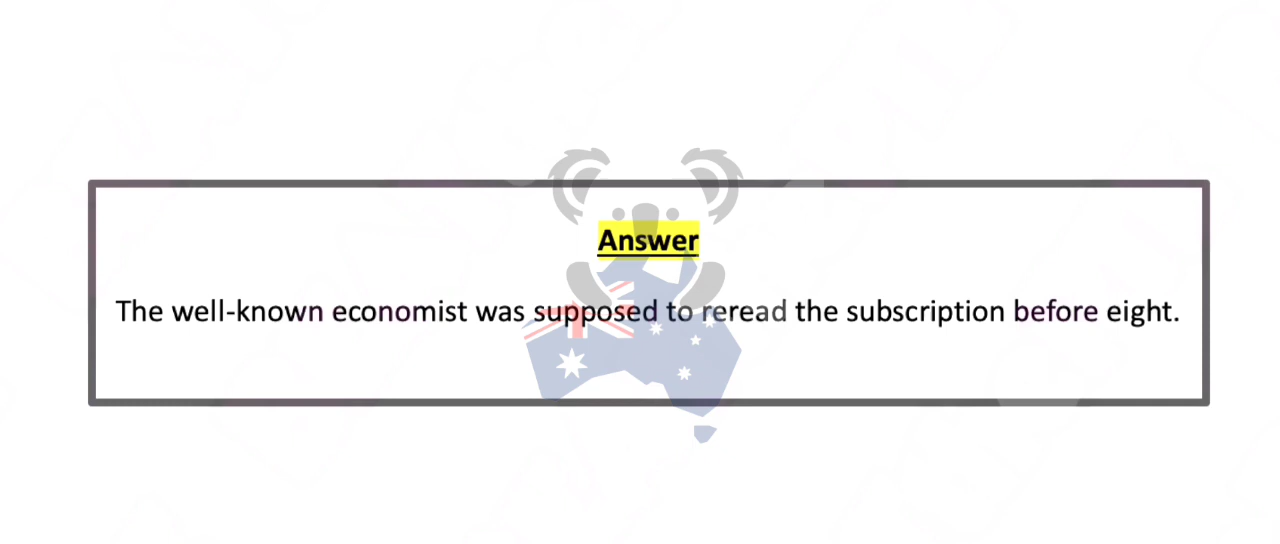 Answer
The well-known economist was supposed to reread the subscription before eight.